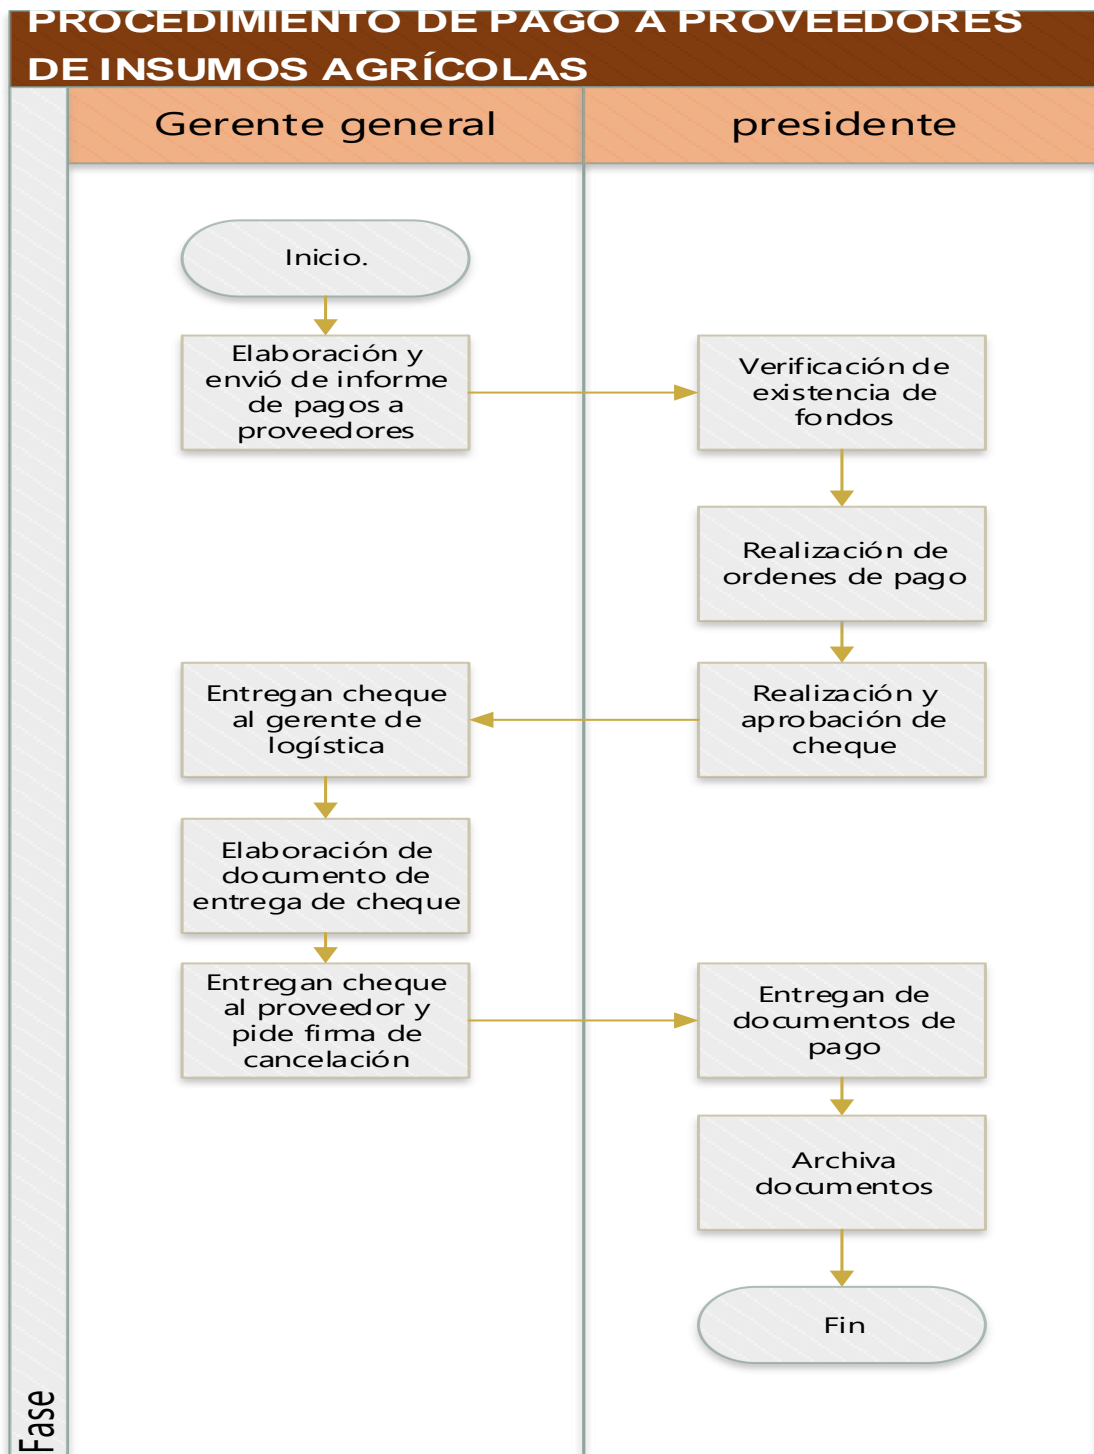 PROCEDIMIENTO DE PAGO A PROVEEDORES
DE INSUMOS AGRÍCOLAS
Gerente general
presidente
Inicio.
Elaboración y
envió de informe
de pagos a
proveedores
Verificación de
existencia de
fondos
Realización de
ordenes de pago
Realización y
aprobación de
cheque
Entregan cheque
al gerente de
logística
Elaboración de
documento de
entrega de cheque
Entregan cheque
al proveedor y
pide firma de
cancelación
Entregan de
documentos de
pago
Archiva
documentos
Fin
Fase